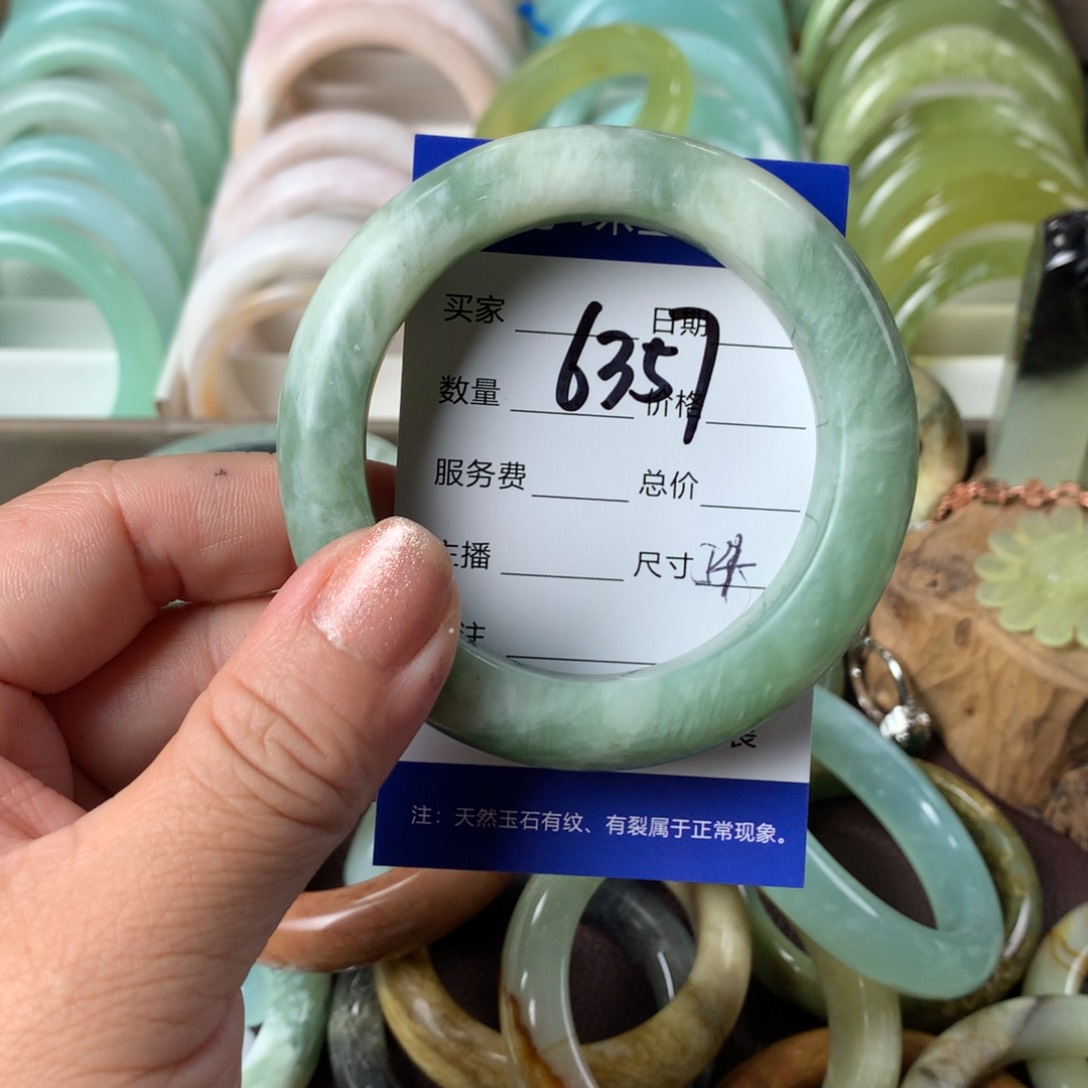 买家 日期
6357
数量 价格
服务费 总价
主播 尺寸
注
注：天然玉石有纹、有裂属于正常现象。